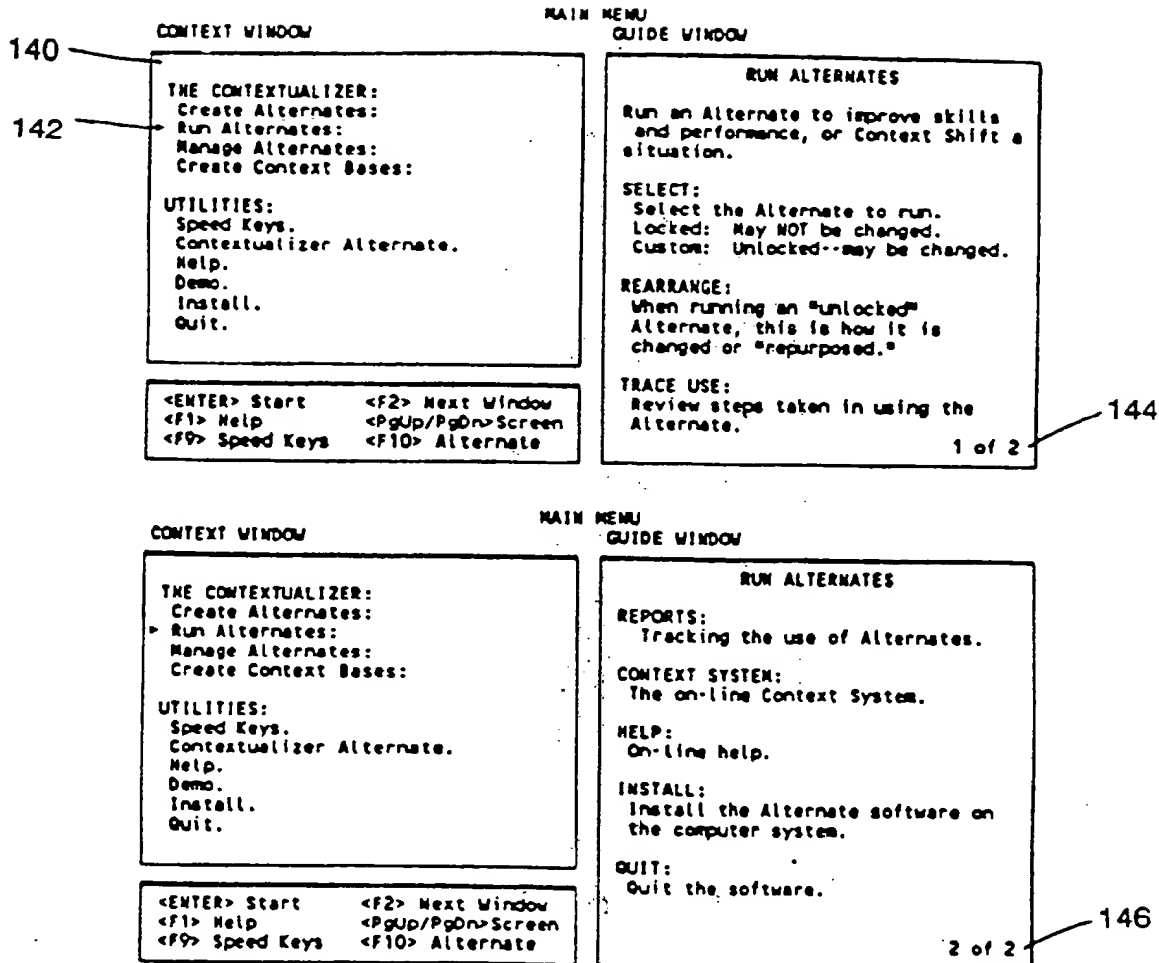 MAIN MENU
CONTEXT WINDOW
140
THE CONTEXTUALIZER:
Create Alternates:
142
► Run Alternates:
Manage Alternates:
Create Context Bases:
UTILITIES:
Speed Keys.
Contextualizer Alternate.
Help.
Demo.
Install.
Quit.
<ENTER> Start <F2> Next Window
<F1> Help <PgUp/PgDn>Screen
<F9> Speed Keys <F10> Alternate
GUIDE WINDOW
RUN ALTERNATES
Run an Alternate to improve skills
and performance, or Context Shift a
situation.
SELECT:
Select the Alternate to run.
Locked: May NOT be changed.
Custom: Unlocked--may be changed.
REARRANGE:
When running an "unlocked"
Alternate, this is how it is
changed or "repurposed."
TRACE USE:
Review steps taken in using the
Alternate.
1 of 2
144
MAIN MENU
CONTEXT WINDOW
THE CONTEXTUALIZER:
Create Alternates:
► Run Alternates:
Manage Alternates:
Create Context Bases:
UTILITIES:
Speed Keys.
Contextualizer Alternate.
Help.
Demo.
Install.
Quit.
<ENTER> Start <F2> Next Window
<F1> Help <PgUp/PgDn>Screen
<F9> Speed Keys <F10> Alternate
GUIDE WINDOW
RUN ALTERNATES
REPORTS:
Tracking the use of Alternates.
CONTEXT SYSTEM:
The on-line Context System.
HELP:
On-line help.
INSTALL:
Install the Alternate software on
the computer system.
QUIT:
Quit the software.
2 of 2
146